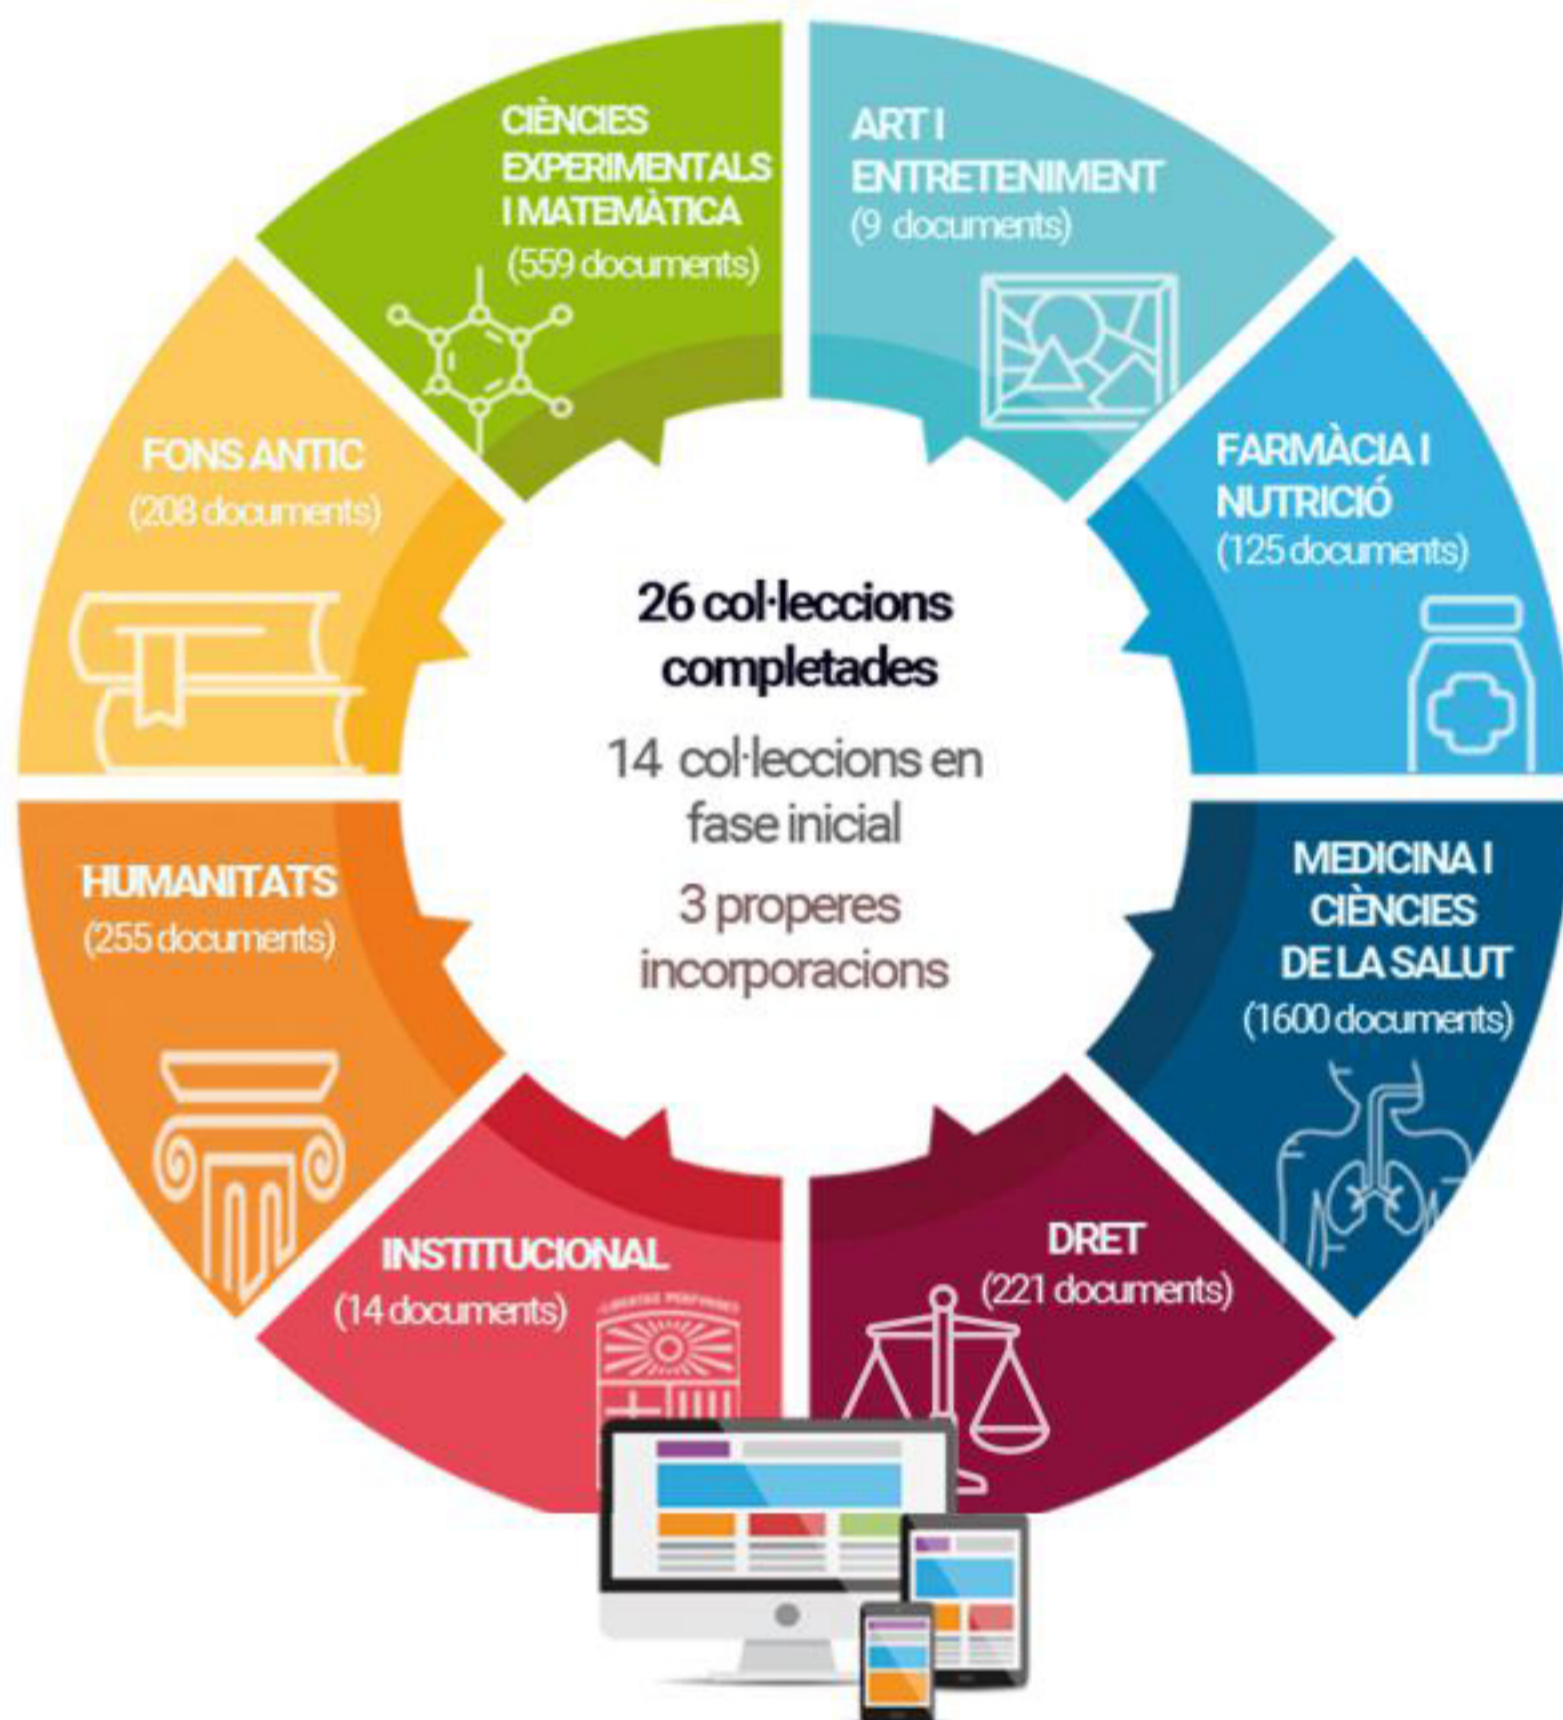 CIÈNCIES
EXPERIMENTALS
I MATEMÀTICA
(559 documents)
ART I
ENTRETENIMENT
(9 documents)
FARMÀCIA I
NUTRICIÓ
(125 documents)
MEDICINA I
CIÈNCIES
DE LA SALUT
(1600 documents)
DRET
(221 documents)
INSTITUCIONAL
(14 documents)
HUMANITATS
(255 documents)
FONS ANTIC
(208 documents)
26 col·leccions
completades
14 col·leccions en
fase inicial
3 properes
incorporacions